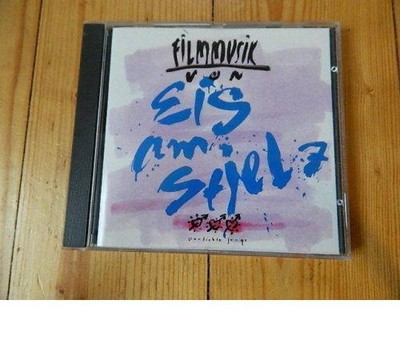 Filmmusik
von
Eis
am
Stiel 7